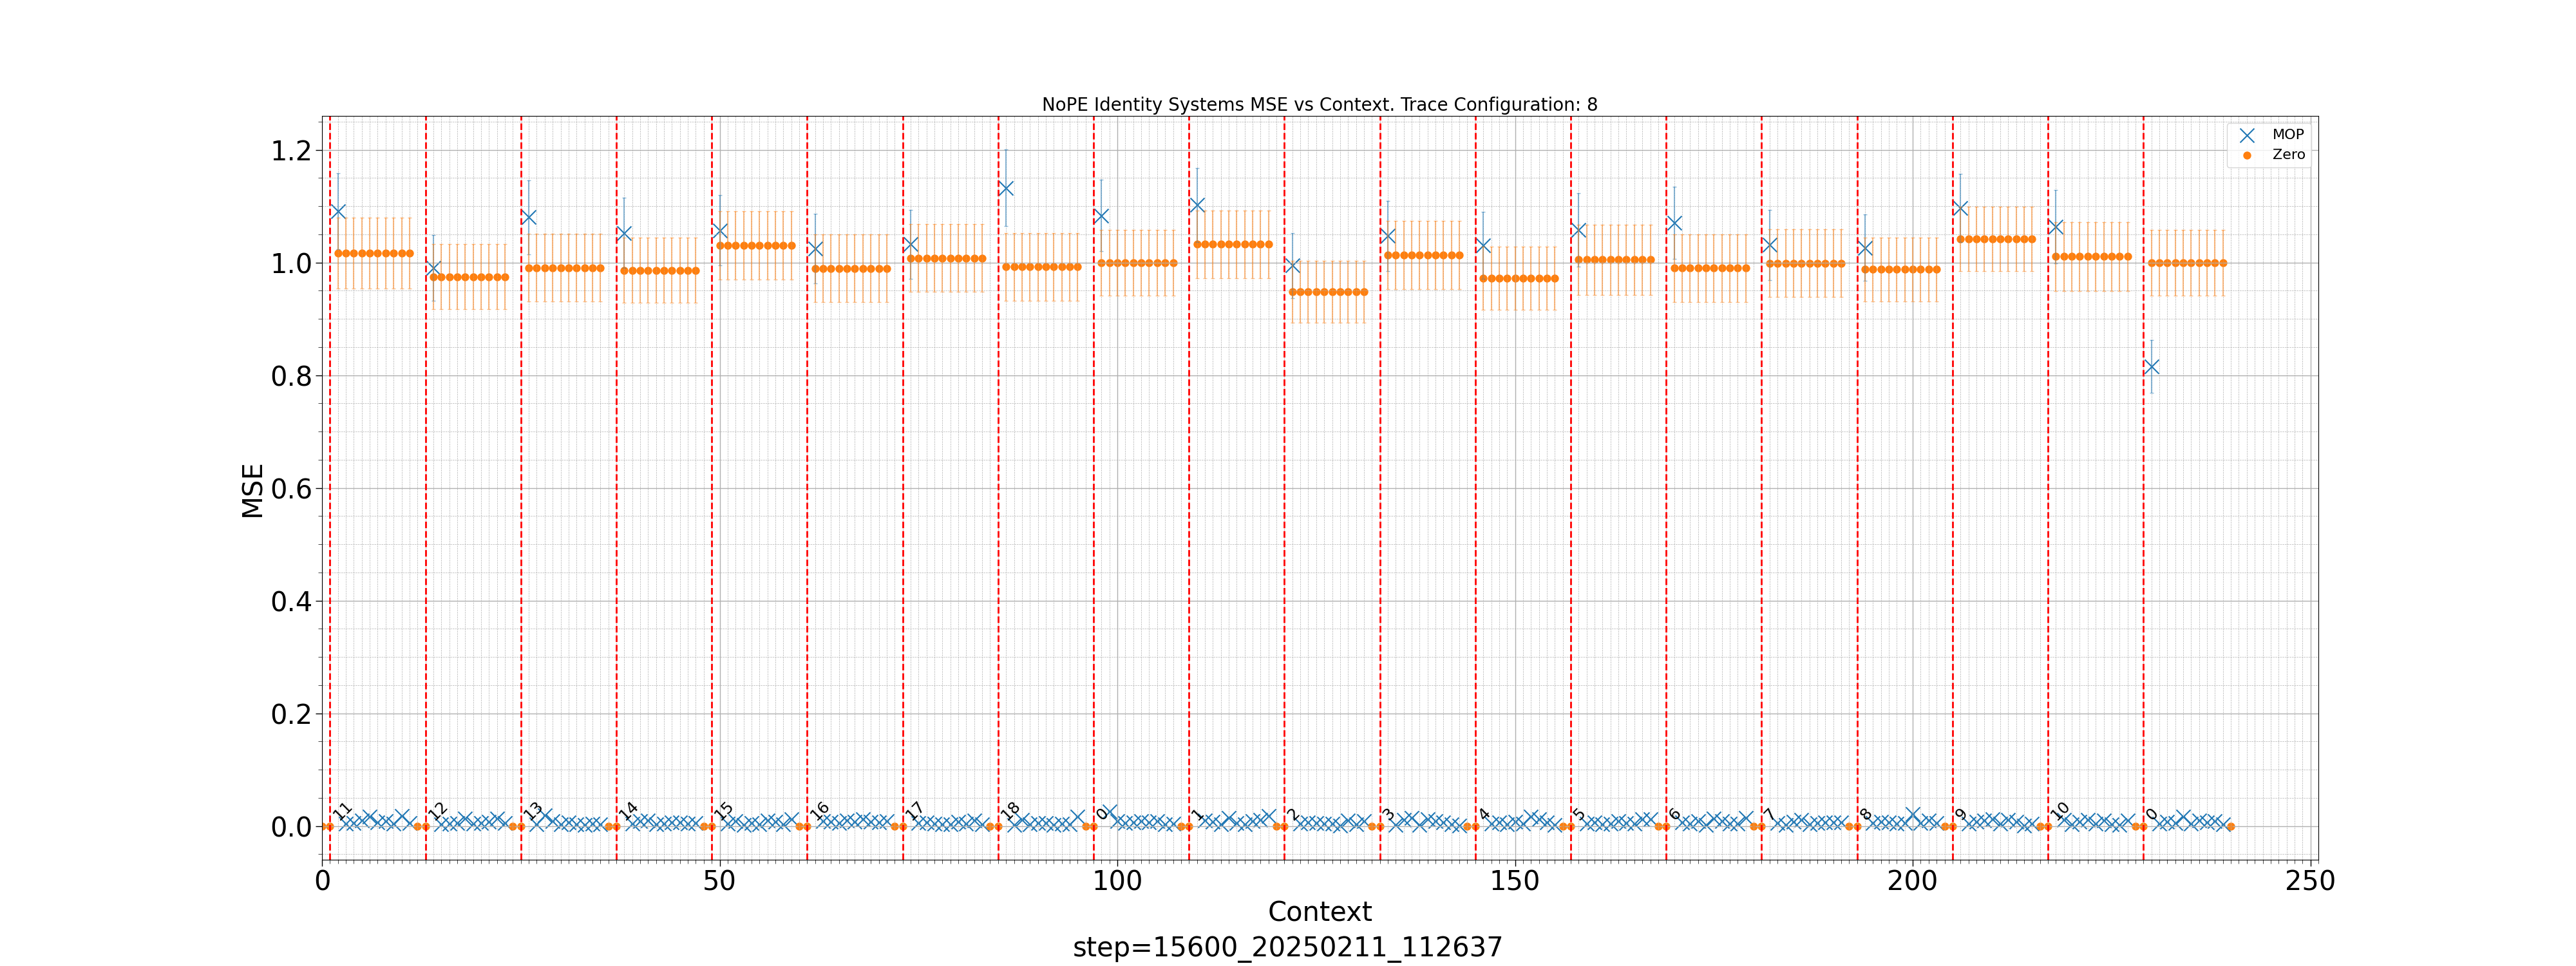 NoPE Identity Systems MSE vs Context. Trace Configuration: 8
MOP
Zero
MSE
1.2
1.0
0.8
0.6
0.4
0.2
0.0
11 12 13 14 15 16 17 18 0 1 2 3 4 5 6 7 8 9 10 0
0 50 100 150 200 250
Context
step=15600_20250211_112637